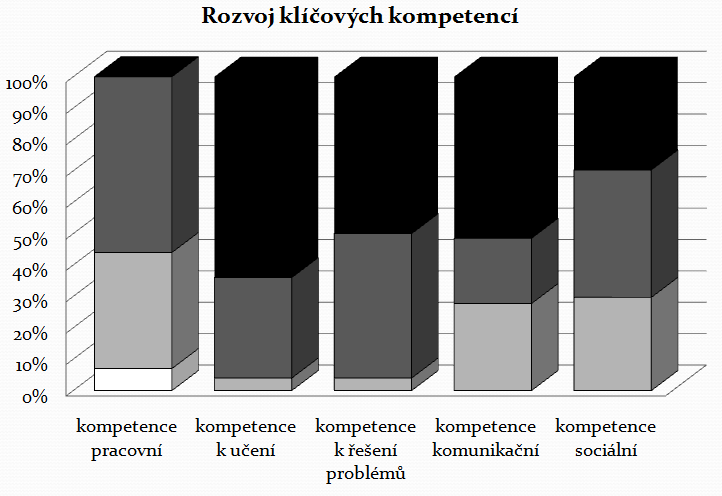 Rozvoj klíčových kompetencí
100%
90%
80%
70%
60%
50%
40%
30%
20%
10%
0%
kompetence
pracovní
kompetence
k učení
kompetence
k řešení
problémů
kompetence
komunikační
kompetence
sociální